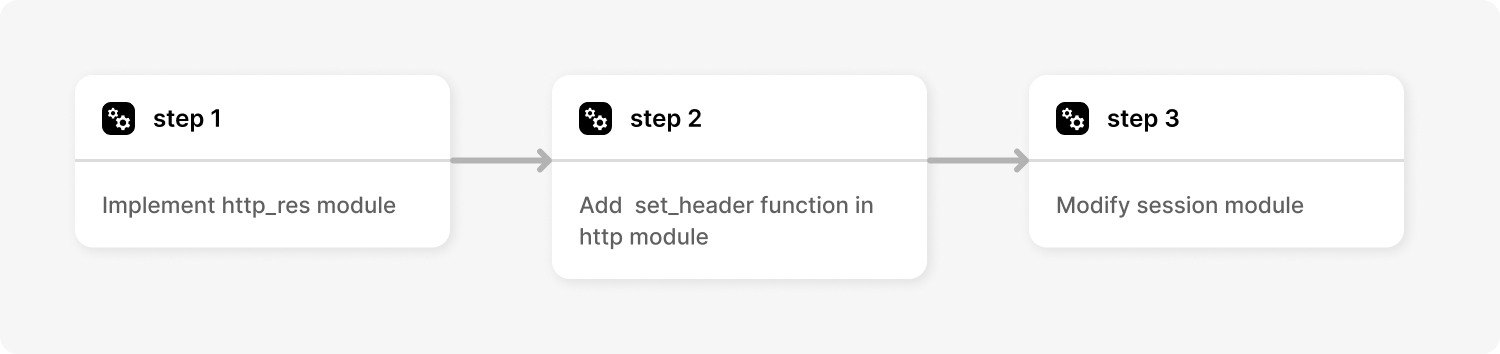 step 1
Implement http_res module
step 2
Add  set_header function in
http module
step 3
Modify session module